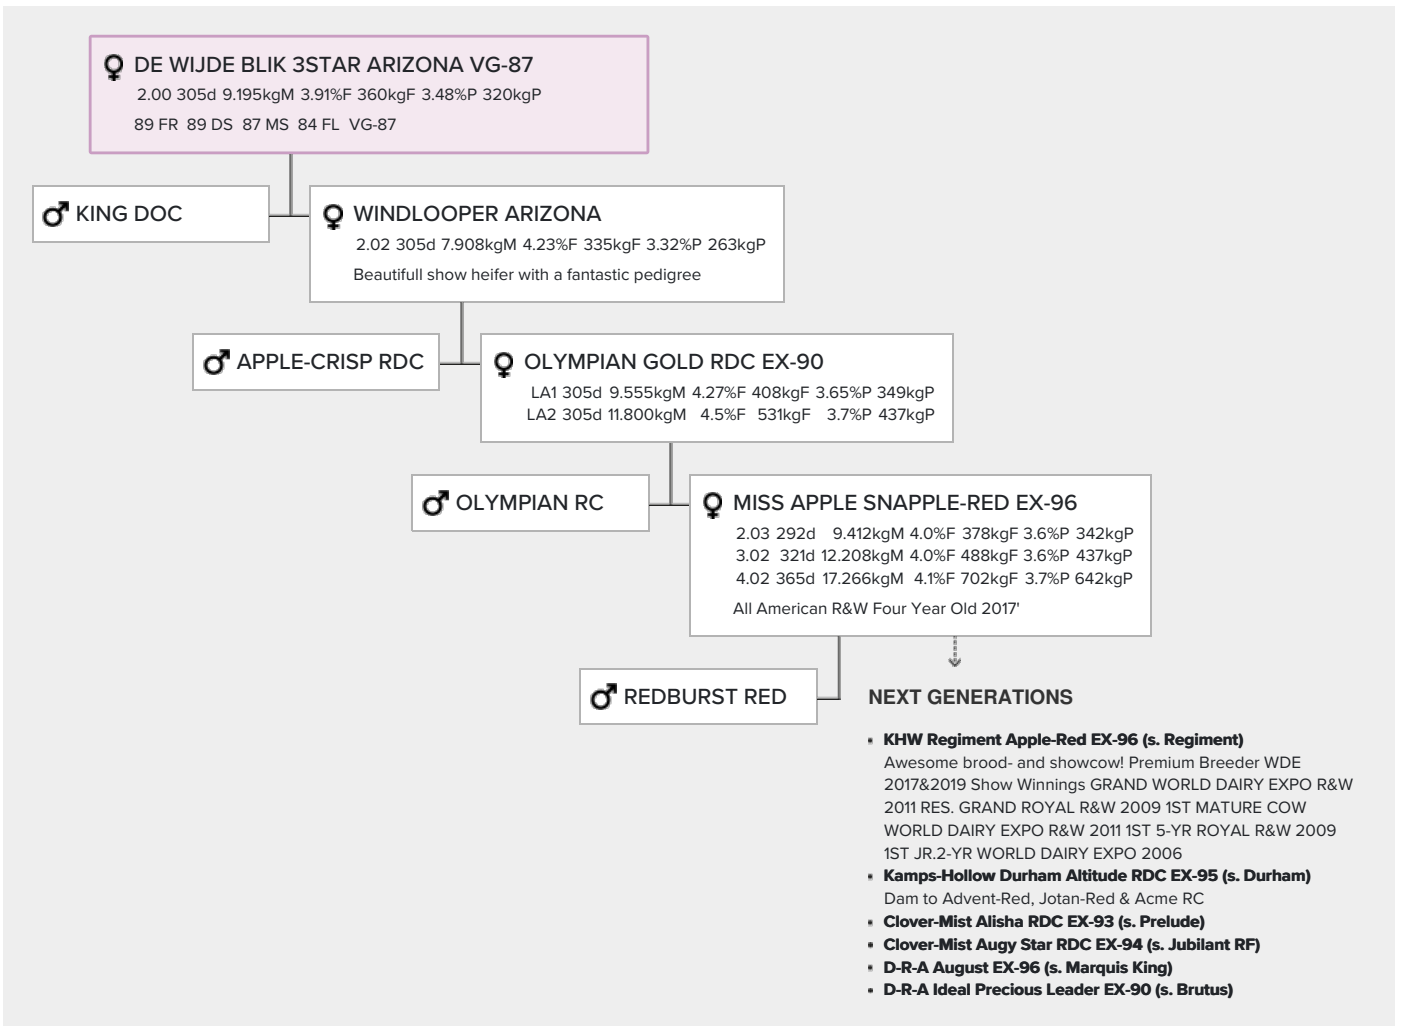 DE WIJDE BLIK 3STAR ARIZONA VG-87
2.00 305d 9.195kgM 3.91%F 360kgF 3.48%P 320kgP
89 FR 89 DS 87 MS 84 FL VG-87
KING DOC
WINDLOOPER ARIZONA
2.02 305d 7.908kgM 4.23%F 335kgF 3.32%P 263kgP
Beautifull show heifer with a fantastic pedigree
APPLE-CRISP RDC
OLYMPIAN GOLD RDC EX-90
LA1 305d 9.555kgM 4.27%F 408kgF 3.65%P 349kgP
LA2 305d 11.800kgM 4.5%F 531kgF 3.7%P 437kgP
OLYMPIAN RC
MISS APPLE SNAPPLE-RED EX-96
2.03 292d 9.412kgM 4.0%F 378kgF 3.6%P 342kgP
3.02 321d 12.208kgM 4.0%F 488kgF 3.6%P 437kgP
4.02 365d 17.266kgM 4.1%F 702kgF 3.7%P 642kgP
All American R&W Four Year Old 2017'
REDBURST RED
NEXT GENERATIONS
▪ KHW Regiment Apple-Red EX-96 (s. Regiment)
Awesome brood- and showcow! Premium Breeder WDE
2017&2019 Show Winnings GRAND WORLD DAIRY EXPO R&W
2011 RES. GRAND ROYAL R&W 2009 1ST MATURE COW
WORLD DAIRY EXPO R&W 2011 1ST 5-YR ROYAL R&W 2009
1ST JR.2-YR WORLD DAIRY EXPO 2006
▪ Kamps-Hollow Durham Altitude RDC EX-95 (s. Durham)
Dam to Advent-Red, Jotan-Red & Acme RC
▪ Clover-Mist Alisha RDC EX-93 (s. Prelude)
▪ Clover-Mist Augy Star RDC EX-94 (s. Jubilant RF)
▪ D-R-A August EX-96 (s. Marquis King)
▪ D-R-A Ideal Precious Leader EX-90 (s. Brutus)